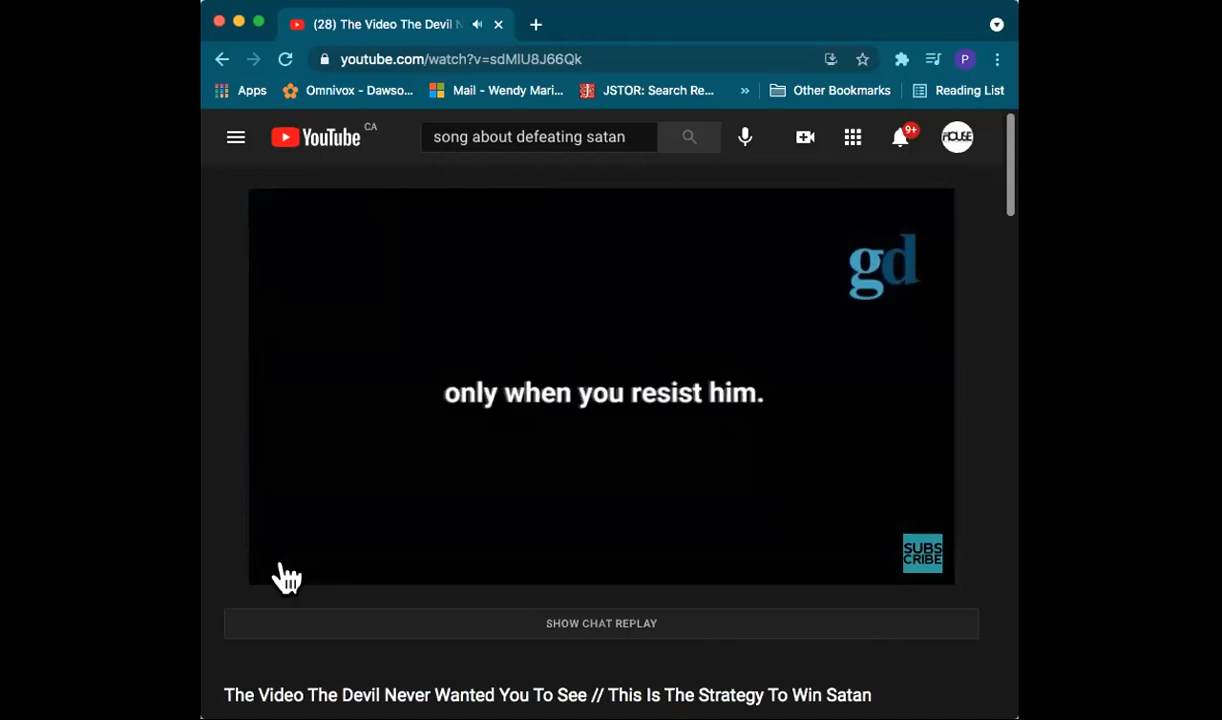 (28) The Video The Devil N
youtube.com/watch?v=sdMlU8J66Qk
P
Apps
Omnivox – Dawso...
Mail - Wendy Mari...
JSTOR: Search Re...
»
Other Bookmarks
Reading List
YouTube CA
song about defeating satan
9+
HOUSE
gd
only when you resist him.
SUBS
CRIBE
SHOW CHAT REPLAY
The Video The Devil Never Wanted You To See // This Is The Strategy To Win Satan